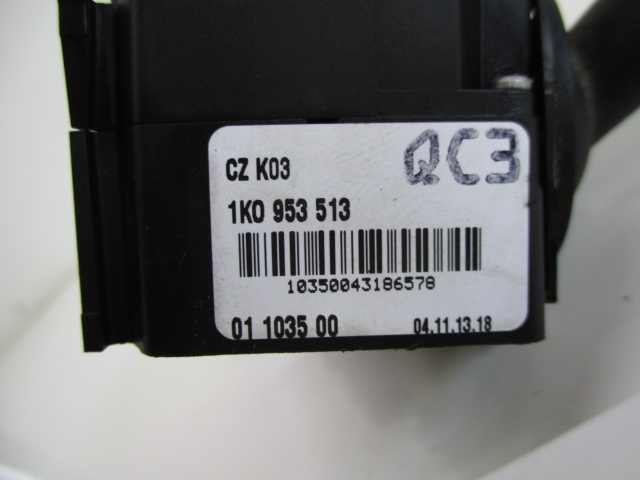 CZ K03
QC3
1K0 953 513
10350043186578
01 1035 00
04.11.13.18